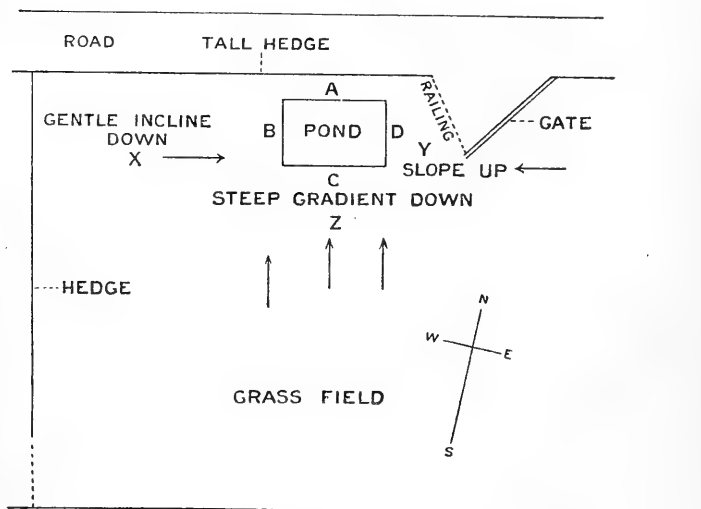 ROAD TALL HEDGE
A
RAILING
GENTLE INCLINE
DOWN
X
B POND D
GATE
Y
SLOPE UP
C
STEEP GRADIENT DOWN
Z
HEDGE
N
W E
S
GRASS FIELD